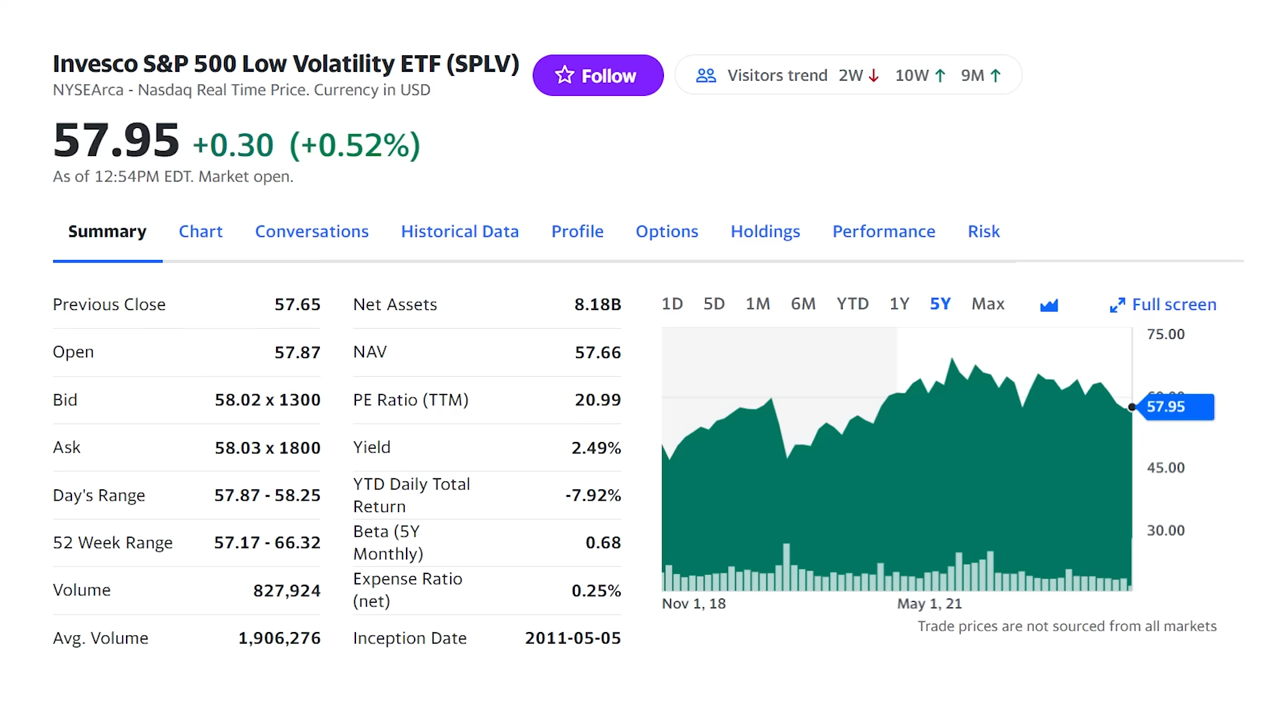 Invesco S&P 500 Low Volatility ETF (SPLV)
NYSEArca - Nasdaq Real Time Price. Currency in USD
Follow
Visitors trend 2W 10W 9M
57.95 +0.30 (+0.52%)
As of 12:54PM EDT. Market open.
Summary Chart Conversations Historical Data Profile Options Holdings Performance Risk
Previous Close 57.65
Open 57.87
Bid 58.02 x 1300
Ask 58.03 x 1800
Day's Range 57.87 - 58.25
52 Week Range 57.17 - 66.32
Volume 827,924
Avg. Volume 1,906,276
Net Assets 8.18B
NAV 57.66
PE Ratio (TTM) 20.99
Yield 2.49%
YTD Daily Total
Return -7.92%
Beta (5Y
Monthly) 0.68
Expense Ratio
(net) 0.25%
Inception Date 2011-05-05
1D 5D 1M 6M YTD 1Y 5Y Max Full screen
75.00
57.95
45.00
30.00
Nov 1, 18 May 1, 21
Trade prices are not sourced from all markets